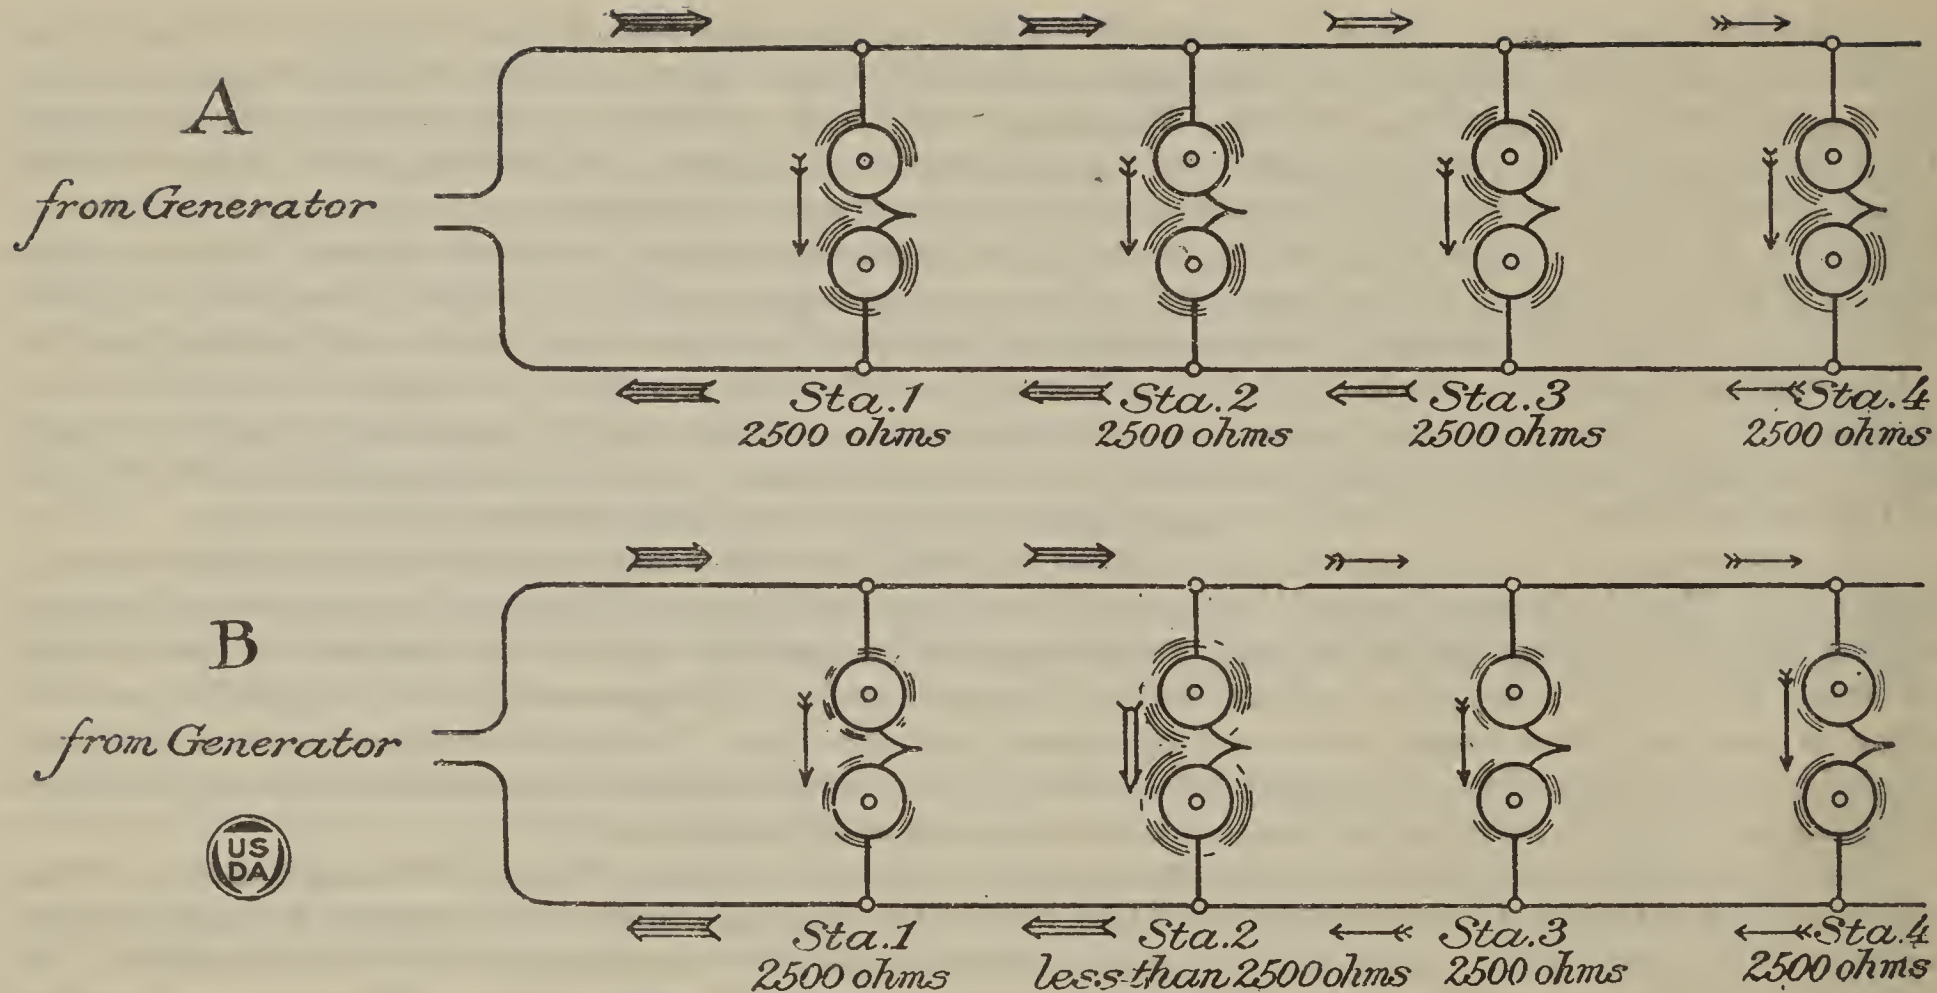 A
from Generator
Sta. 1
2500 ohms
Sta. 2
2500 ohms
Sta. 3
2500 ohms
Sta. 4
2500 ohms
B
from Generator
US
DA
Sta. 1
2500 ohms
Sta. 2
less than 2500 ohms
Sta. 3
2500 ohms
Sta. 4
2500 ohms